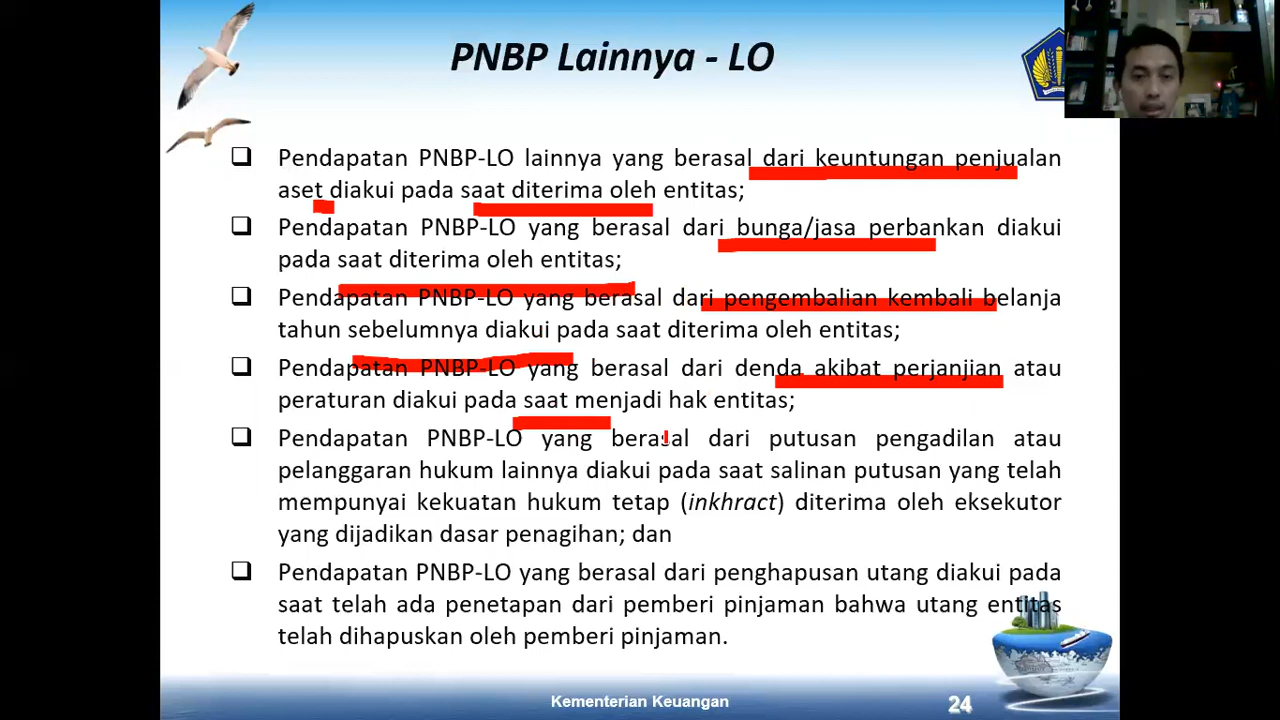 PNBP Lainnya - LO
❑ Pendapatan PNBP-LO lainnya yang berasal dari keuntungan penjualan
aset diakui pada saat diterima oleh entitas;
❑ Pendapatan PNBP-LO yang berasal dari bunga/jasa perbankan diakui
pada saat diterima oleh entitas;
❑ Pendapatan PNBP-LO yang berasal dari pengembalian kembali belanja
tahun sebelumnya diakui pada saat diterima oleh entitas;
❑ Pendapatan PNBP-LO yang berasal dari denda akibat perjanjian atau
peraturan diakui pada saat menjadi hak entitas;
❑ Pendapatan PNBP-LO yang berasal dari putusan pengadilan atau
pelanggaran hukum lainnya diakui pada saat salinan putusan yang telah
mempunyai kekuatan hukum tetap (inkhract) diterima oleh eksekutor
yang dijadikan dasar penagihan; dan
❑ Pendapatan PNBP-LO yang berasal dari penghapusan utang diakui pada
saat telah ada penetapan dari pemberi pinjaman bahwa utang entitas
telah dihapuskan oleh pemberi pinjaman.
Kementerian Keuangan
24